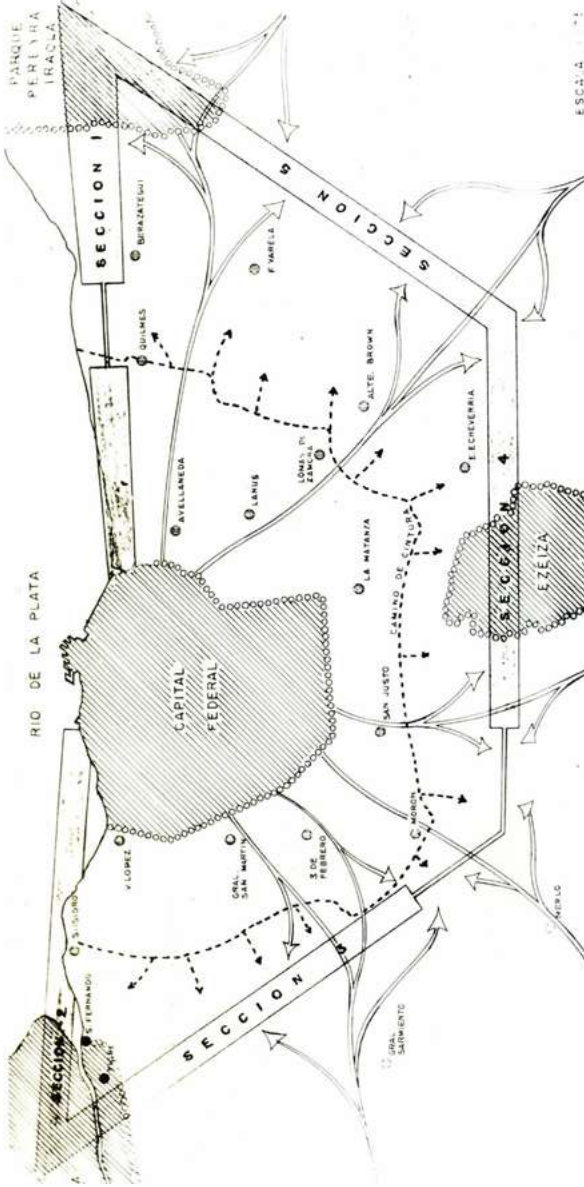 PARQUE
PEREYRA
IRAOLA
RIO DE LA PLATA
SECCION 1
BERAZATEGUI
QUILMES
F. VARELA
AVELLANEDA
LANUS
LOMAS DE
ZAMORA
ALTE. BROWN
E. ECHEVERRIA
SECCION 5
SECCION 4
EZEIZA
LA MATANZA
CAMINO DE CINTURA
CAPITAL
FEDERAL
SAN JUSTO
MORON
MERLO
V. LOPEZ
GRAL.
SAN MARTIN
3 DE
FEBRERO
S. ISIDRO
S. FERNANDO
TIGRE
SECCION 2
SECCION 3
GRAL.
SARMIENTO
ESCALA